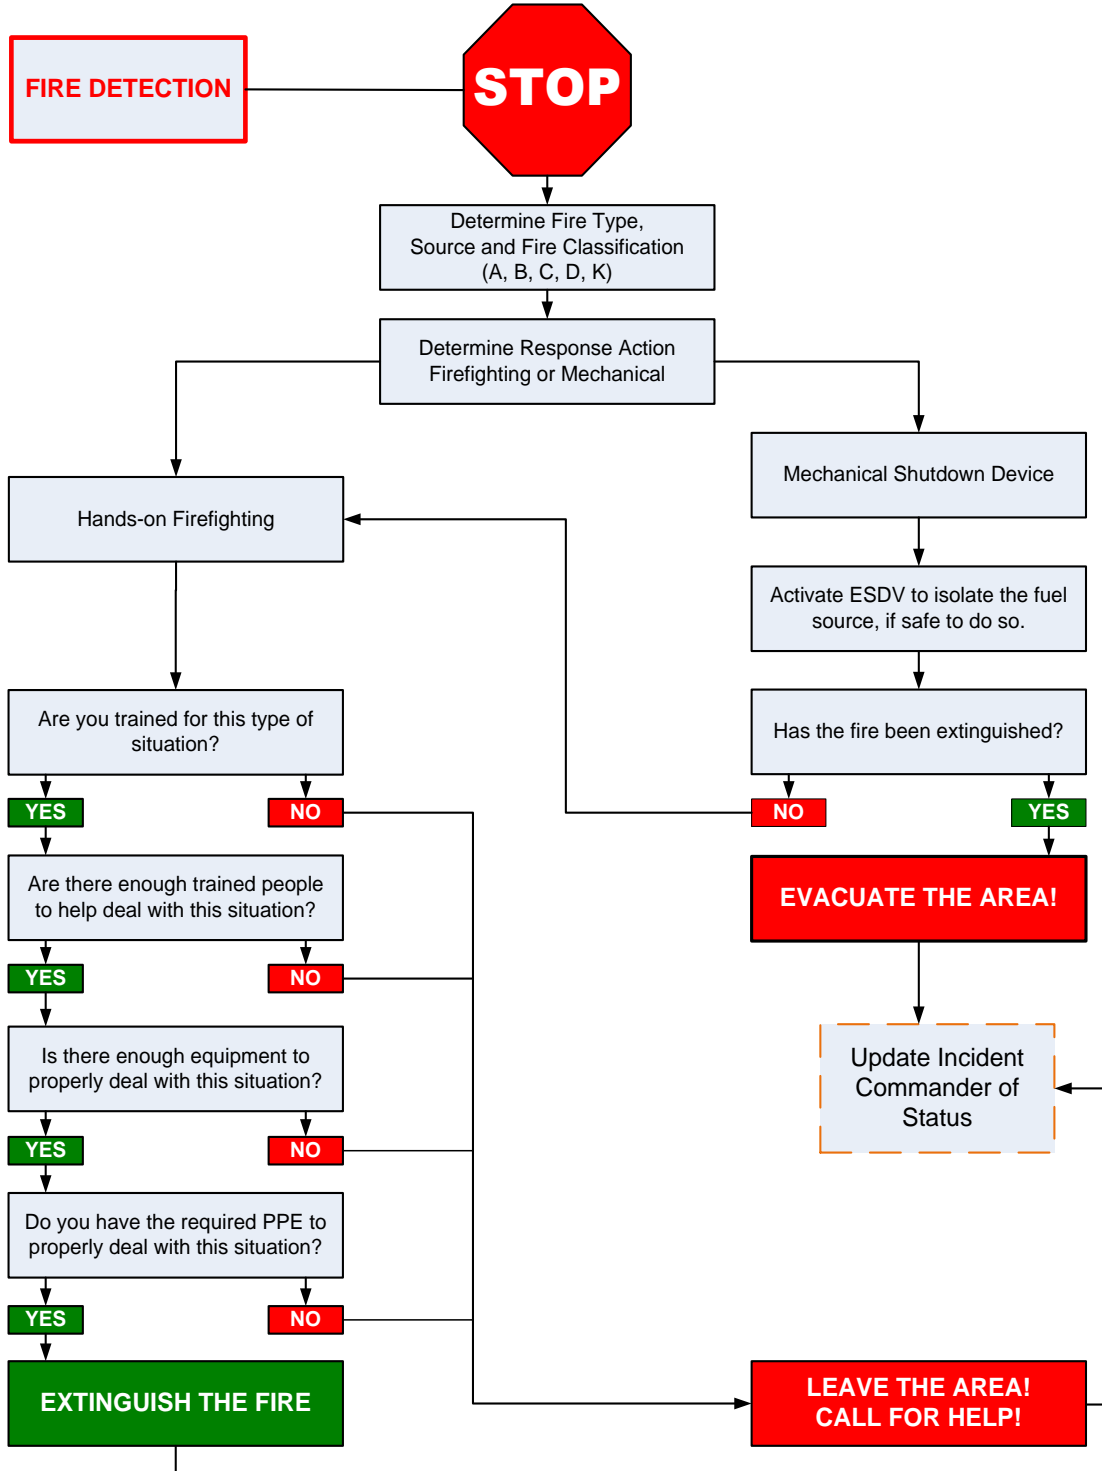 FIRE DETECTION
STOP
Determine Fire Type,
Source and Fire Classification
(A, B, C, D, K)
Determine Response Action
Firefighting or Mechanical
Mechanical Shutdown Device
Hands-on Firefighting
Activate ESDV to isolate the fuel
source, if safe to do so.
Are you trained for this type of
situation?
Has the fire been extinguished?
YES
NO
NO
YES
Are there enough trained people
to help deal with this situation?
EVACUATE THE AREA!
YES
NO
Is there enough equipment to
properly deal with this situation?
Update Incident
Commander of
Status
YES
NO
Do you have the required PPE to
properly deal with this situation?
YES
NO
EXTINGUISH THE FIRE
LEAVE THE AREA!
CALL FOR HELP!